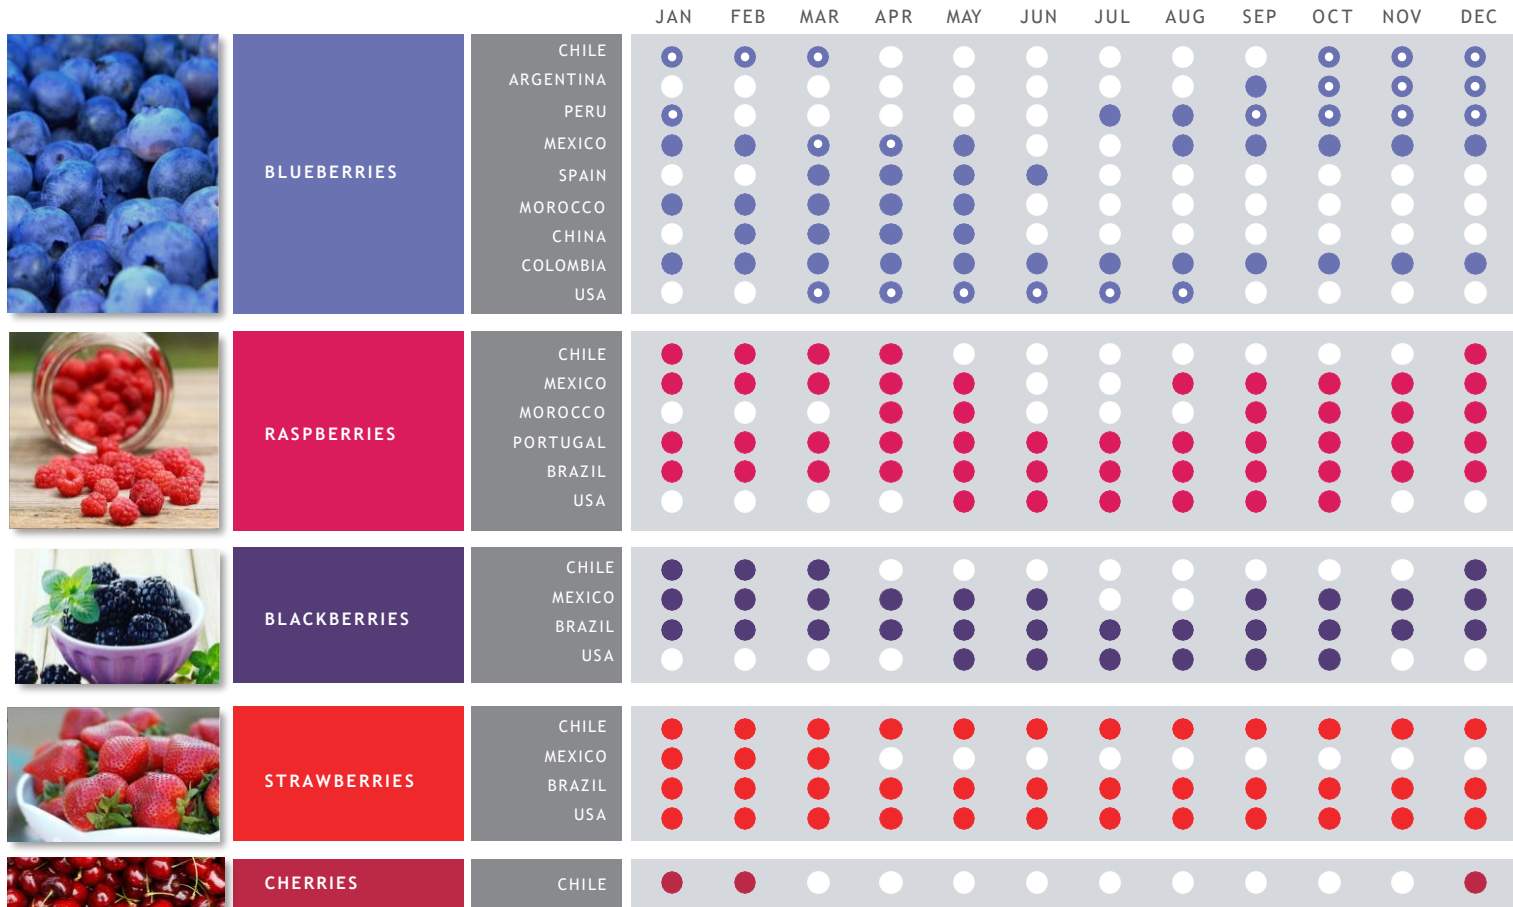 JAN FEB MAR APR MAY JUN JUL AUG SEP OCT NOV DEC
BLUEBERRIES
CHILE
ARGENTINA
PERU
MEXICO
SPAIN
MOROCCO
CHINA
COLOMBIA
USA
RASPBERRIES
CHILE
MEXICO
MOROCCO
PORTUGAL
BRAZIL
USA
BLACKBERRIES
CHILE
MEXICO
BRAZIL
USA
STRAWBERRIES
CHILE
MEXICO
BRAZIL
USA
CHERRIES
CHILE